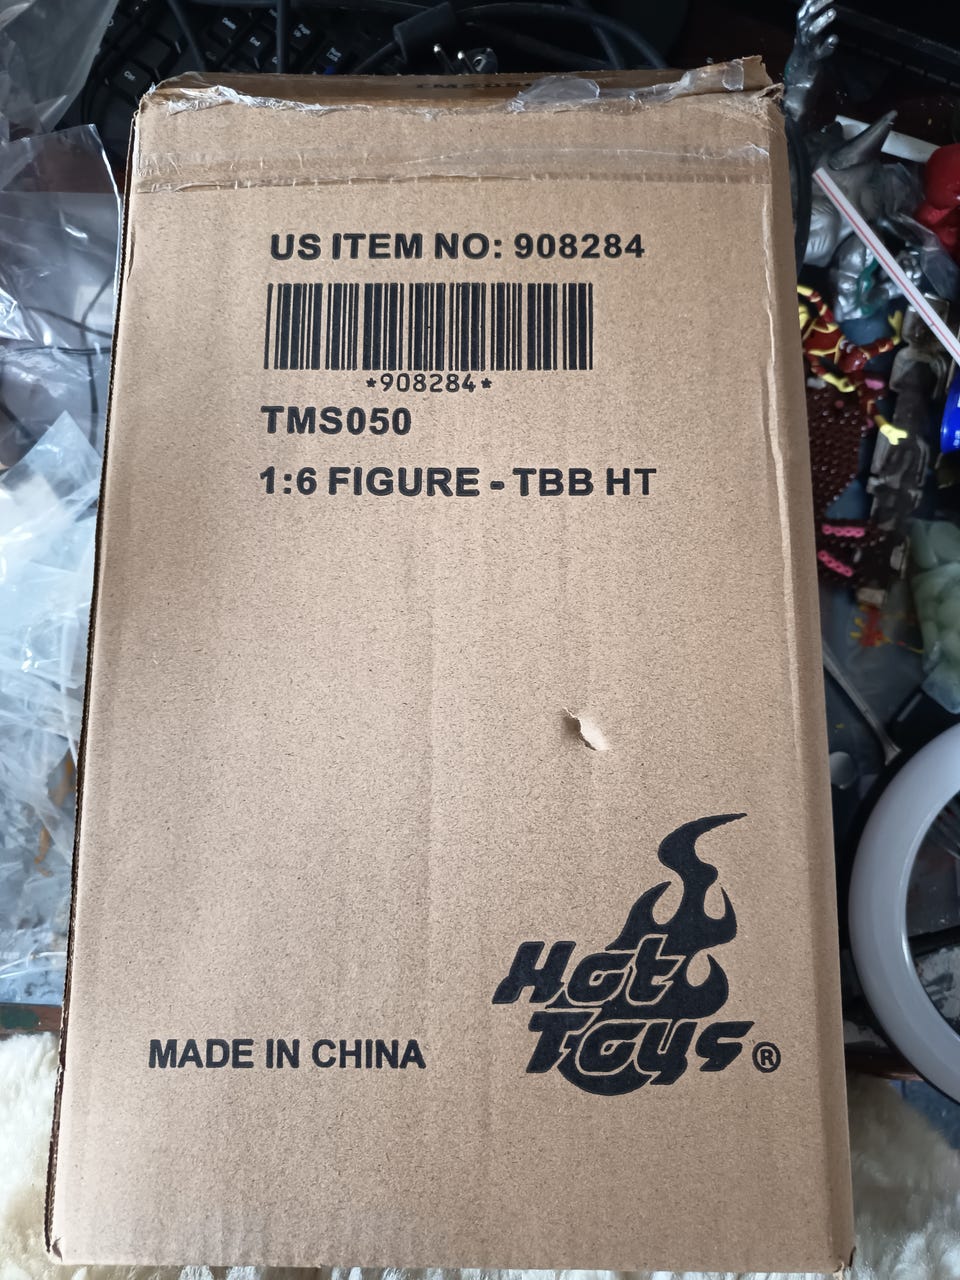 US ITEM NO: 908284
*908284*
TMS050
1:6 FIGURE - TBB HT
Hot
Toys ®
MADE IN CHINA